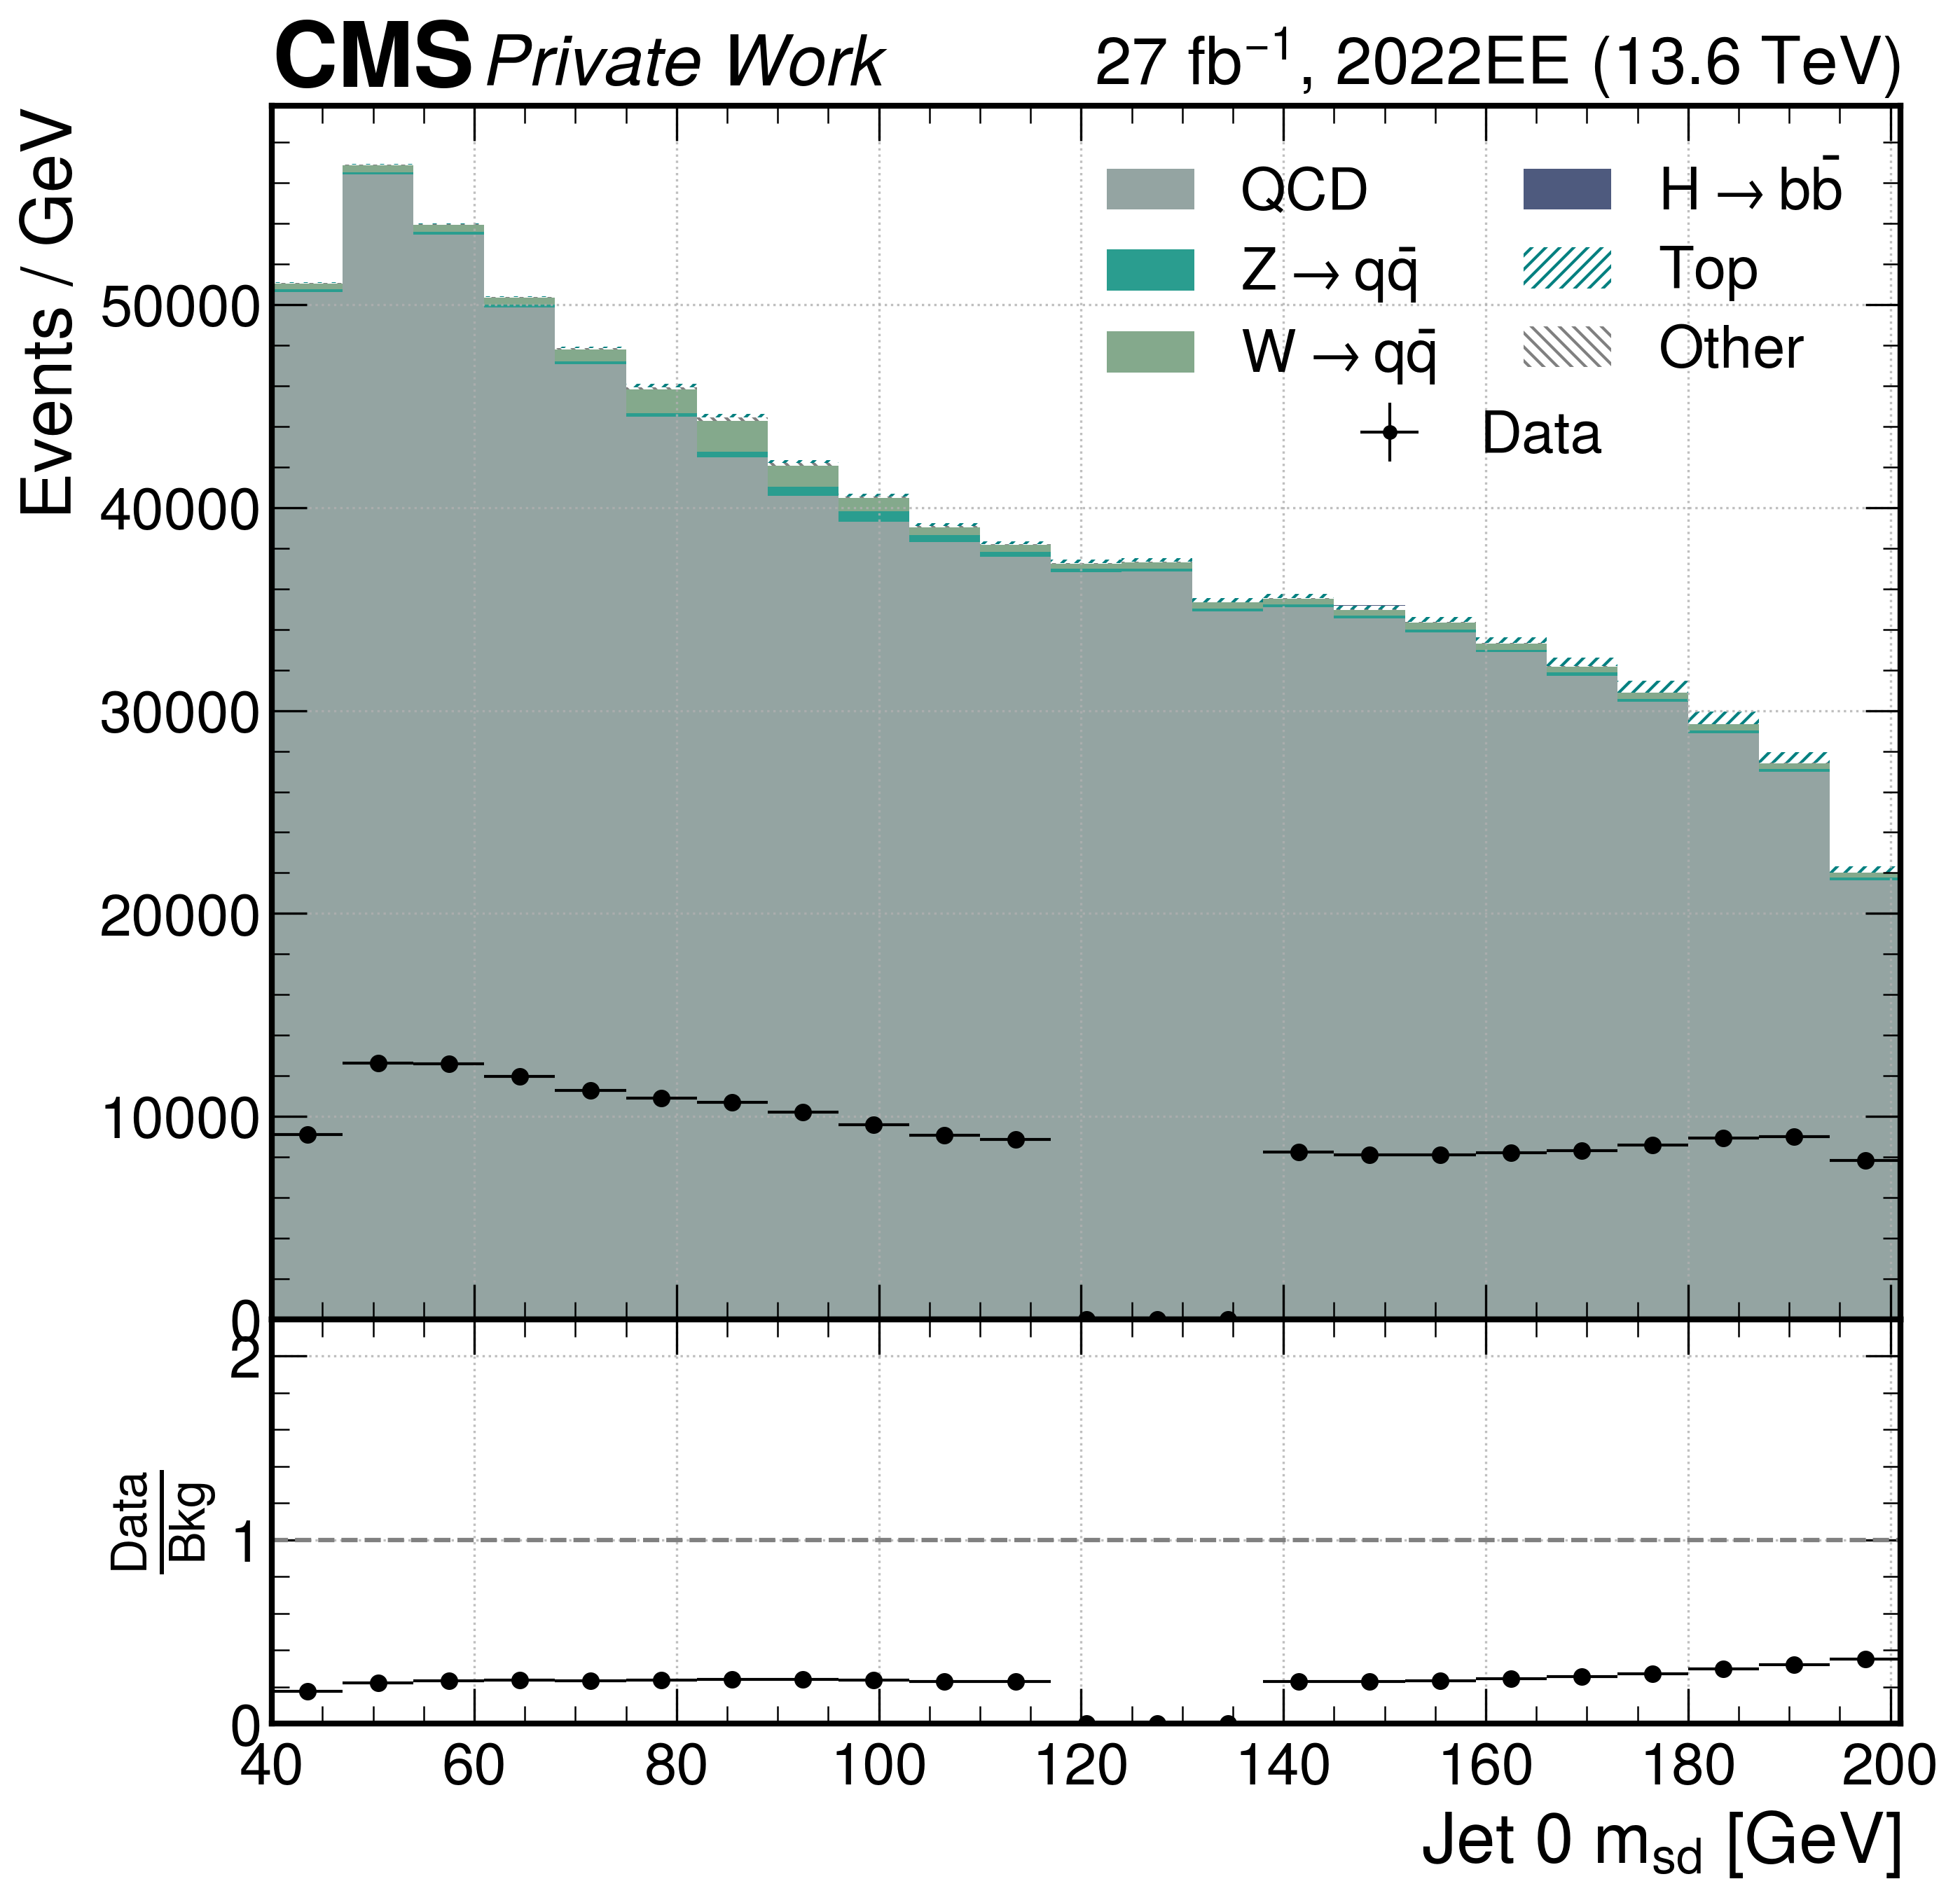 CMS Private Work 27 fb⁻¹, 2022EE (13.6 TeV)
Events / GeV
QCD
Z → qq̄
W → qq̄
H → bb̄
Top
Other
Data
50000
40000
30000
20000
10000
0
Data
Bkg
2
1
0
40 60 80 100 120 140 160 180 200
Jet 0 m_sd [GeV]